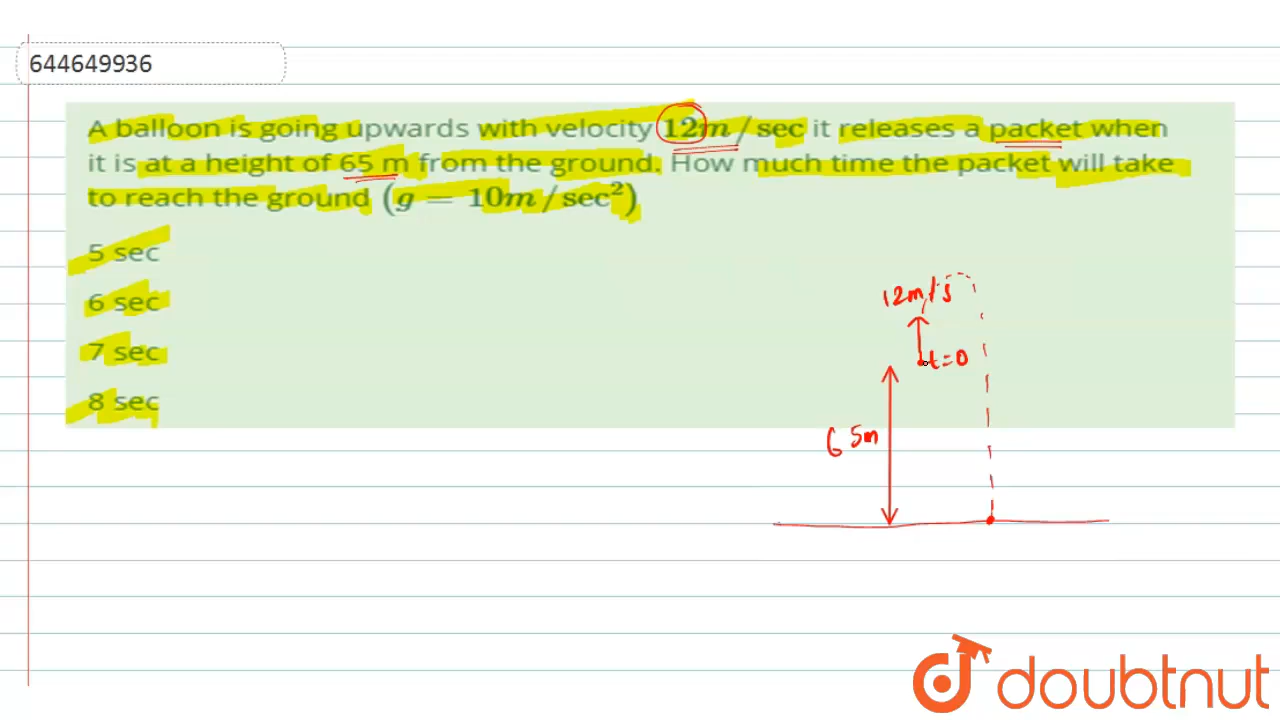 644649936
A balloon is going upwards with velocity 12m/sec it releases a packet when
it is at a height of 65 m from the ground. How much time the packet will take
to reach the ground (g = 10m/sec²)
5 sec
6 sec
7 sec
8 sec
12m/s
t=0
65m
doubtnut